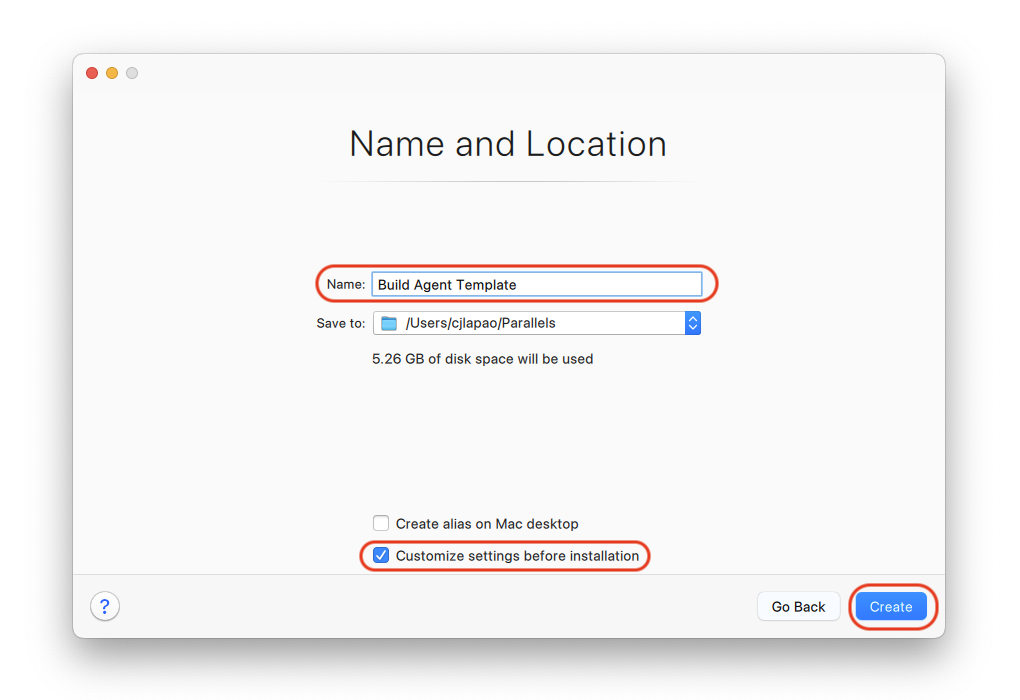 Name and Location
Name: Build Agent Template
Save to: /Users/cjlapao/Parallels
5.26 GB of disk space will be used
Create alias on Mac desktop
Customize settings before installation
? Go Back Create